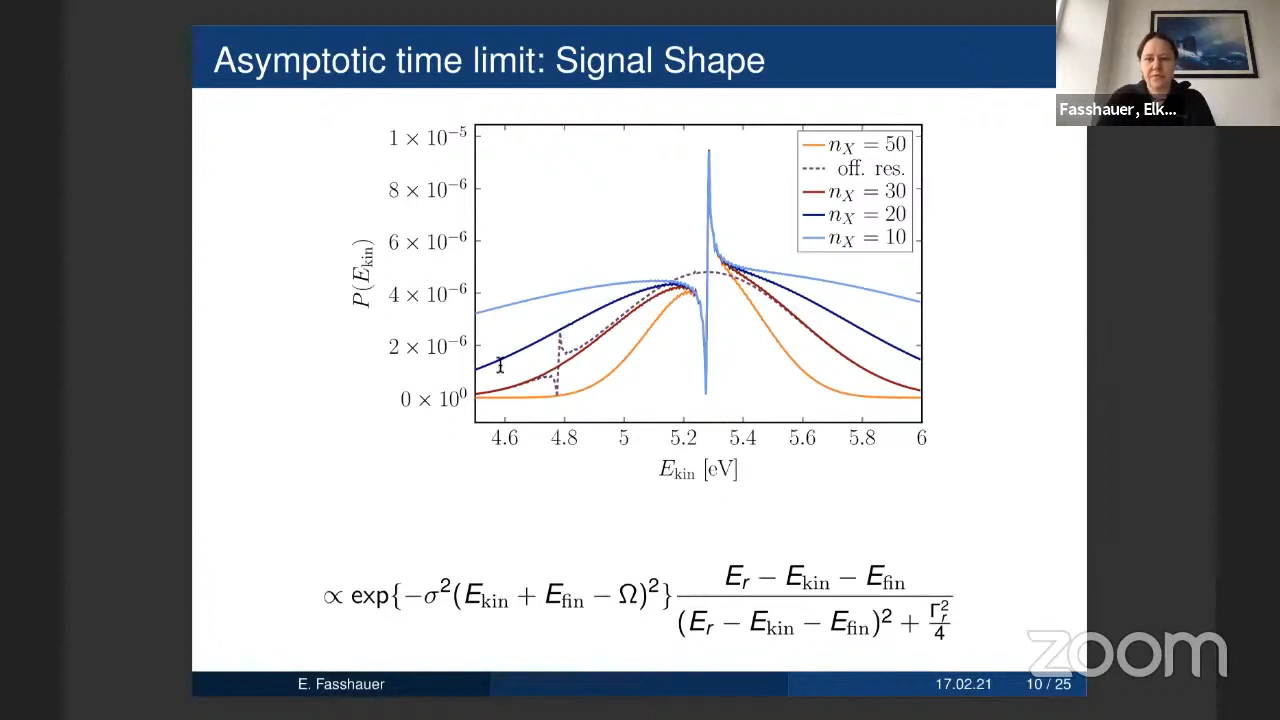 Asymptotic time limit: Signal Shape
Fasshauer, Elk...
1 × 10⁻⁵
8 × 10⁻⁶
6 × 10⁻⁶
4 × 10⁻⁶
2 × 10⁻⁶
0 × 10⁰
P(E_kin)
n_X = 50
off. res.
n_X = 30
n_X = 20
n_X = 10
4.6 4.8 5 5.2 5.4 5.6 5.8 6
E_kin [eV]
∝ exp{−σ²(E_kin + E_fin − Ω)²} (E_r − E_kin − E_fin) / ((E_r − E_kin − E_fin)² + Γ_r²/4)
zoom
E. Fasshauer 17.02.21 10 / 25